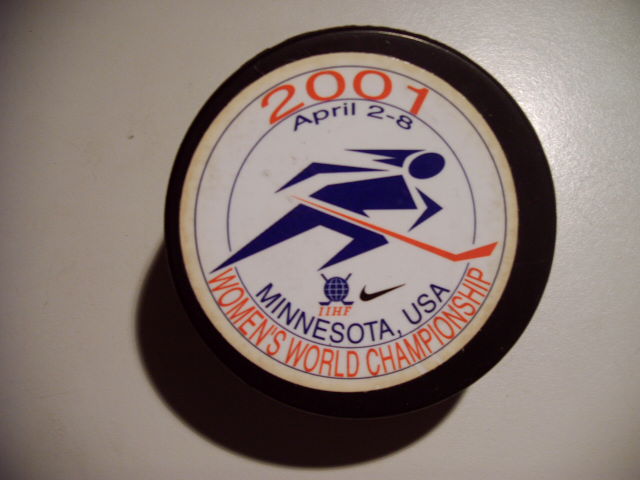 2001
April 2-8
IIHF
MINNESOTA, USA
WOMEN'S WORLD CHAMPIONSHIP